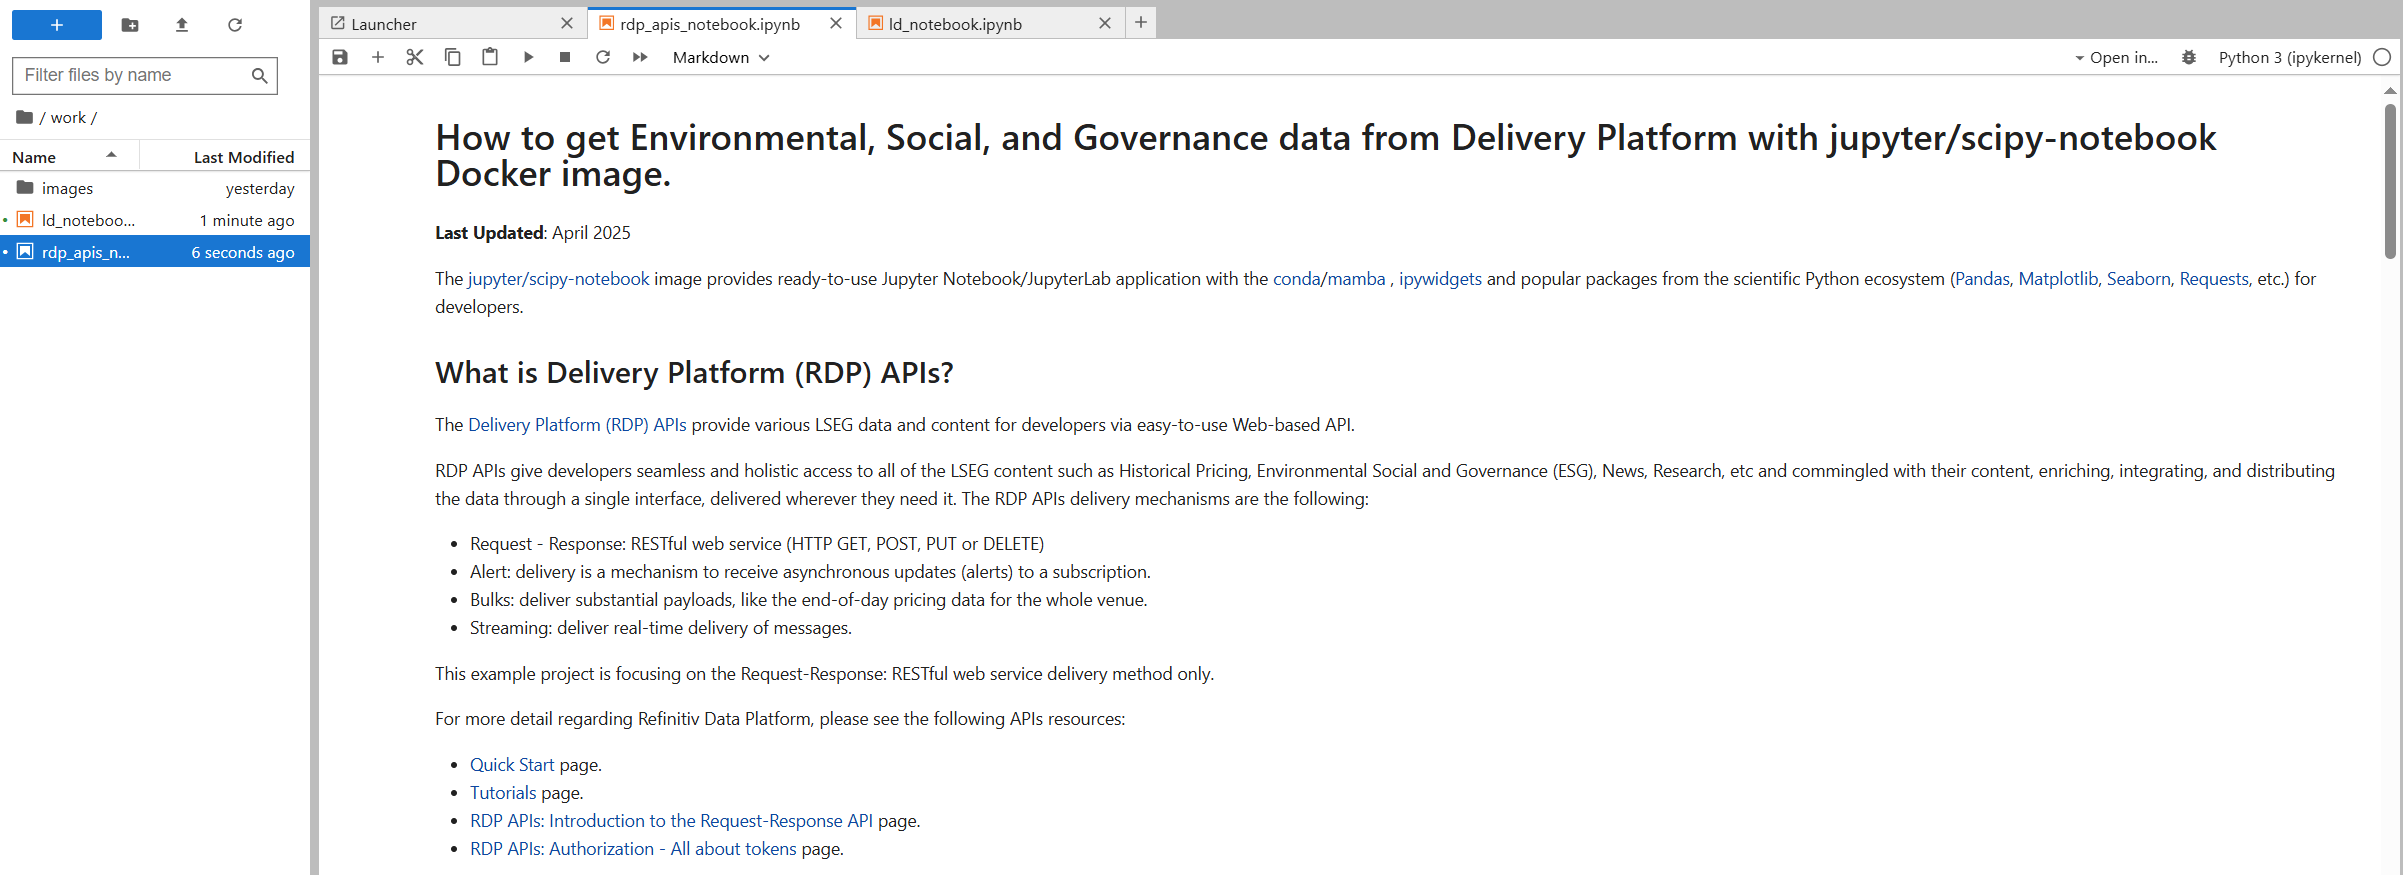 Launcher
rdp_apis_notebook.ipynb
ld_notebook.ipynb
Filter files by name
Markdown
Open in...
Python 3 (ipykernel)
/ work /
Name
Last Modified
images
yesterday
ld_noteboo...
1 minute ago
rdp_apis_n...
6 seconds ago
How to get Environmental, Social, and Governance data from Delivery Platform with jupyter/scipy-notebook
Docker image.
Last Updated: April 2025
The jupyter/scipy-notebook image provides ready-to-use Jupyter Notebook/JupyterLab application with the conda/mamba , ipywidgets and popular packages from the scientific Python ecosystem (Pandas, Matplotlib, Seaborn, Requests, etc.) for
developers.
What is Delivery Platform (RDP) APIs?
The Delivery Platform (RDP) APIs provide various LSEG data and content for developers via easy-to-use Web-based API.
RDP APIs give developers seamless and holistic access to all of the LSEG content such as Historical Pricing, Environmental Social and Governance (ESG), News, Research, etc and commingled with their content, enriching, integrating, and distributing
the data through a single interface, delivered wherever they need it. The RDP APIs delivery mechanisms are the following:
• Request - Response: RESTful web service (HTTP GET, POST, PUT or DELETE)
• Alert: delivery is a mechanism to receive asynchronous updates (alerts) to a subscription.
• Bulks: deliver substantial payloads, like the end-of-day pricing data for the whole venue.
• Streaming: deliver real-time delivery of messages.
This example project is focusing on the Request-Response: RESTful web service delivery method only.
For more detail regarding Refinitiv Data Platform, please see the following APIs resources:
• Quick Start page.
• Tutorials page.
• RDP APIs: Introduction to the Request-Response API page.
• RDP APIs: Authorization - All about tokens page.